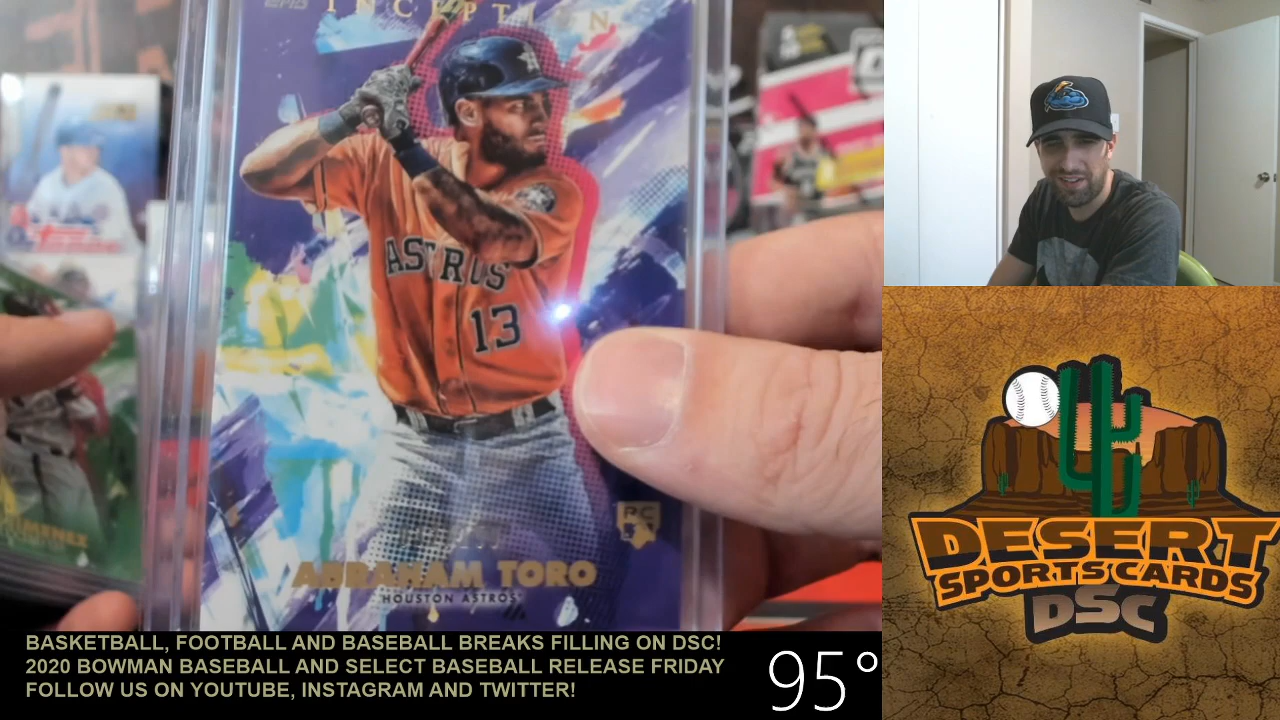 INCEPTION
ASTROS
13
RC
ABRAHAM TORO
HOUSTON ASTROS
DESERT
SPORTS CARDS
DSC
BASKETBALL, FOOTBALL AND BASEBALL BREAKS FILLING ON DSC!
2020 BOWMAN BASEBALL AND SELECT BASEBALL RELEASE FRIDAY
FOLLOW US ON YOUTUBE, INSTAGRAM AND TWITTER!
95°